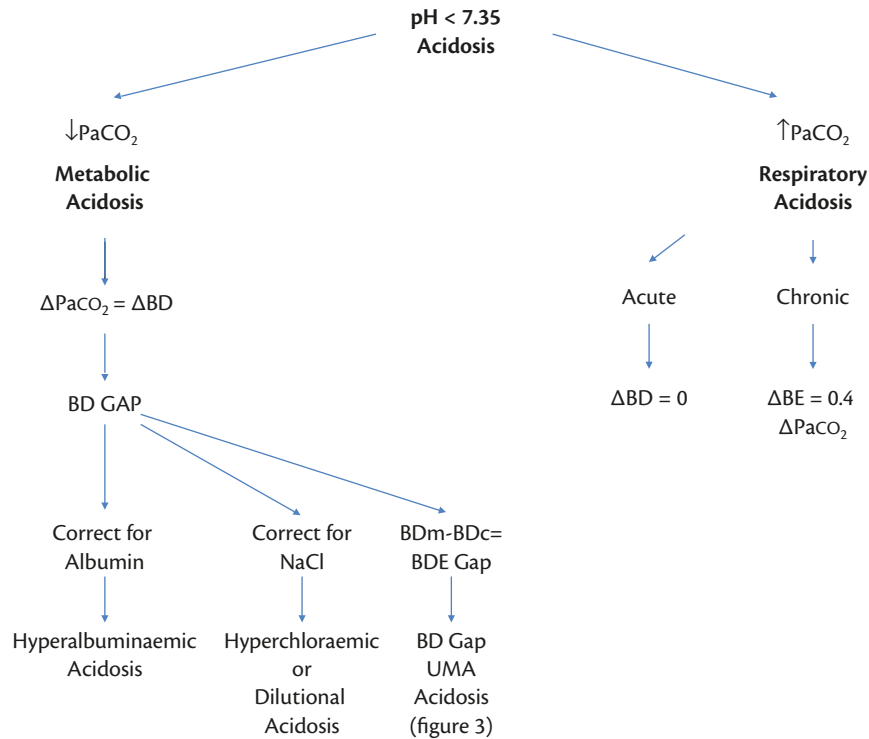 pH < 7.35
Acidosis
↓PaCO₂
Metabolic
Acidosis
↑PaCO₂
Respiratory
Acidosis
ΔPaCO₂ = ΔBD
Acute
Chronic
BD GAP
ΔBD = 0
ΔBE = 0.4
ΔPaCO₂
Correct for
Albumin
Correct for
NaCl
BDm-BDc=
BDE Gap
Hyperalbuminaemic
Acidosis
Hyperchloraemic
or
Dilutional
Acidosis
BD Gap
UMA
Acidosis
(figure 3)